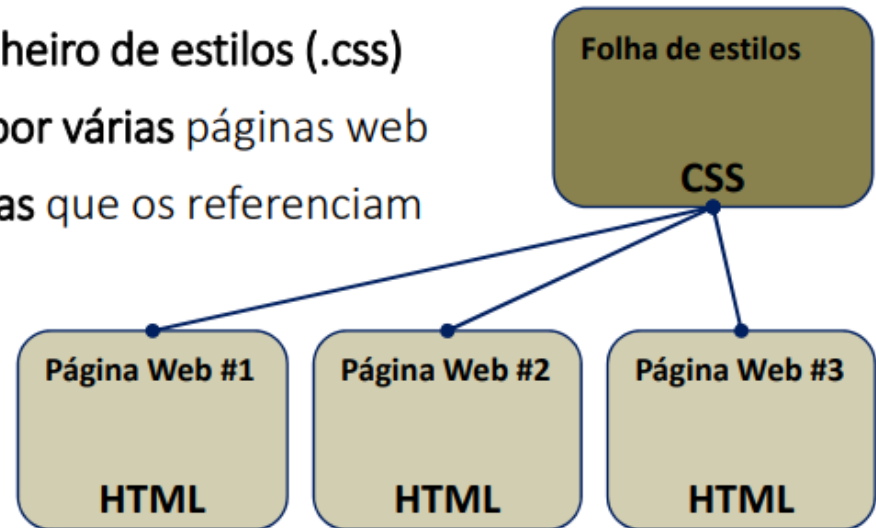 heiro de estilos (.css)
por várias páginas web
as que os referenciam
Folha de estilos
CSS
Página Web #1
HTML
Página Web #2
HTML
Página Web #3
HTML